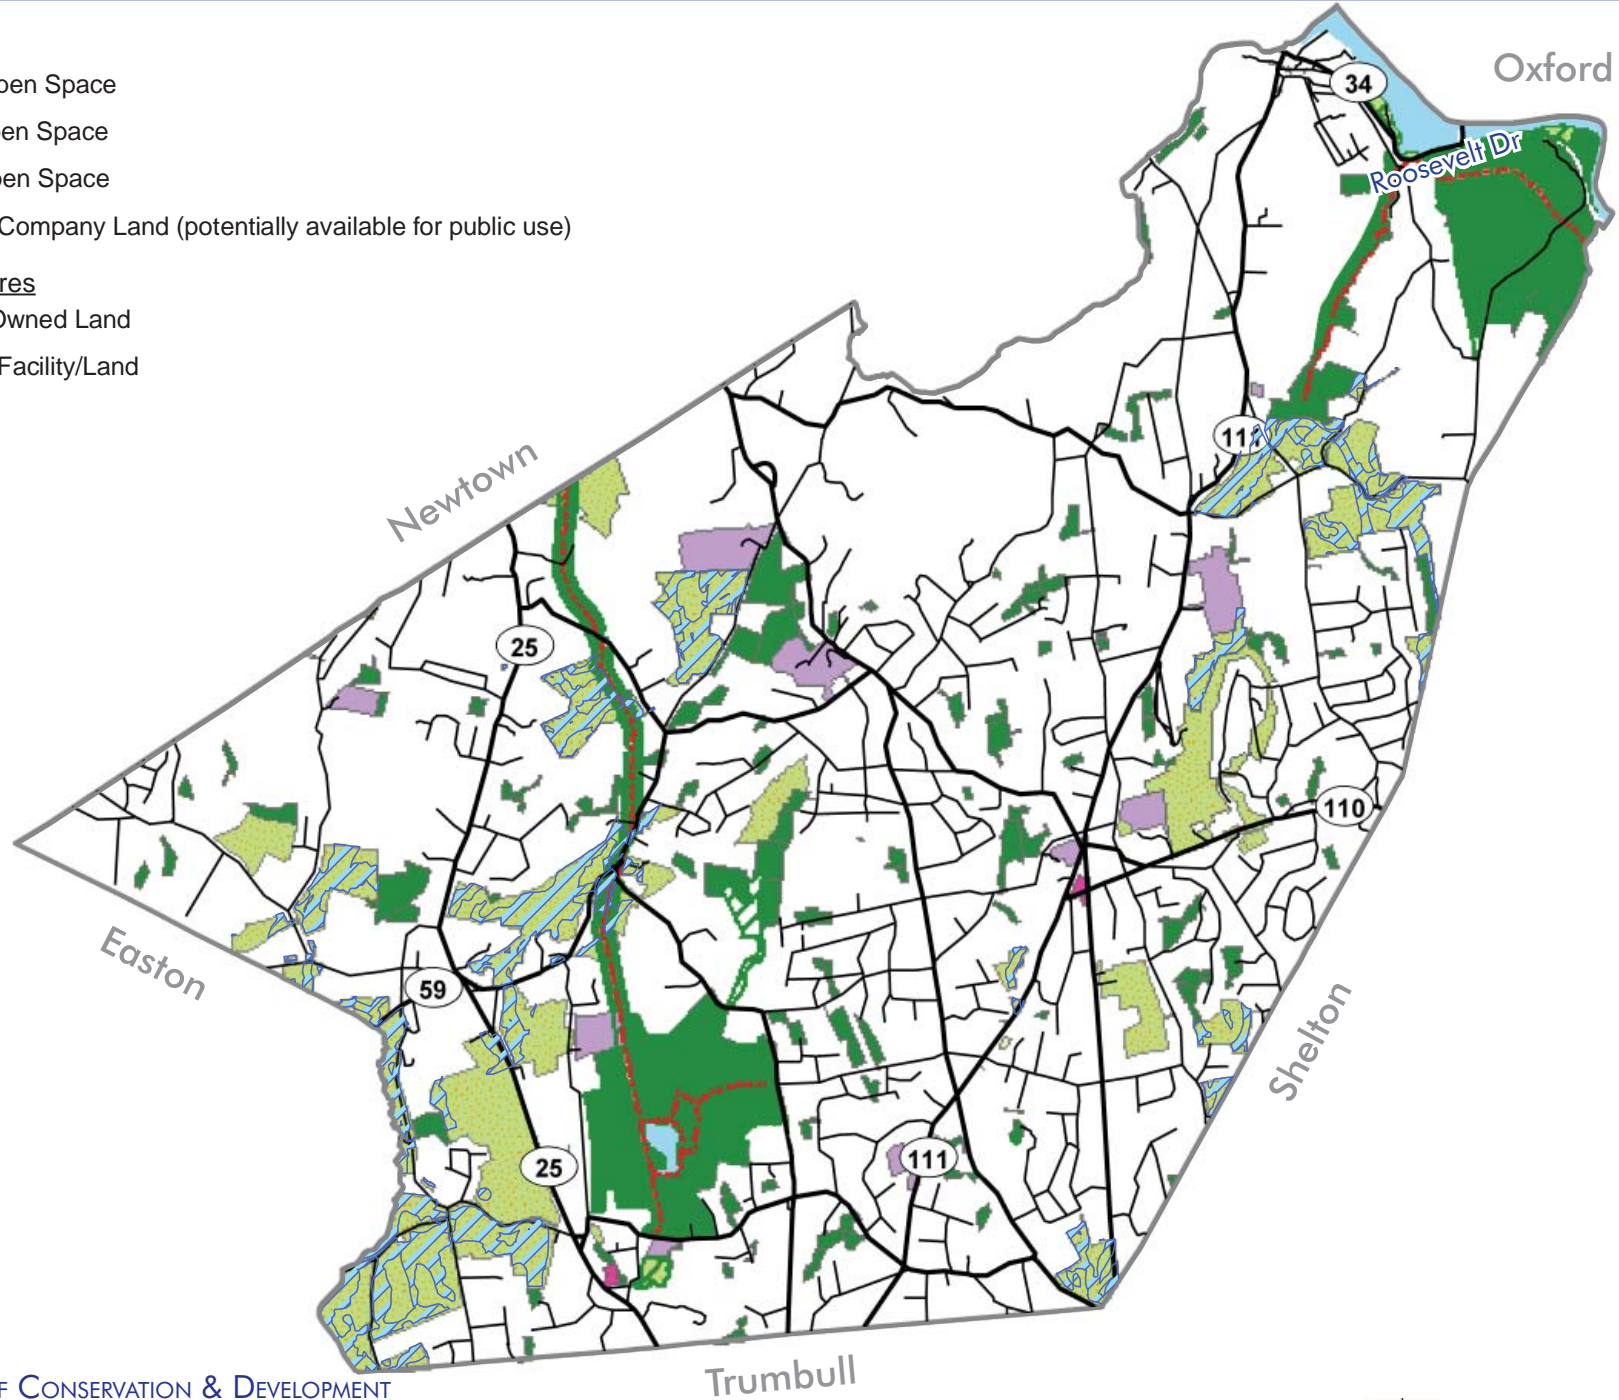 Oxford
34
pen Space
en Space
Roosevelt Dr
pen Space
Company Land (potentially available for public use)
res
Owned Land
Facility/Land
111
Newtown
25
110
Easton
59
Shelton
111
25
Trumbull
F CONSERVATION & DEVELOPMENT